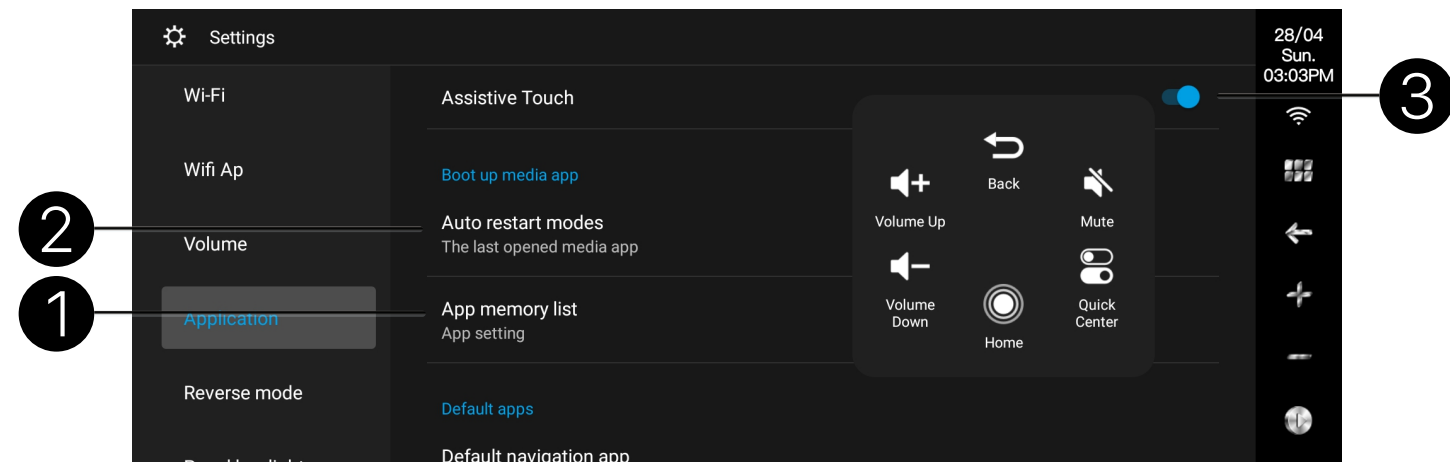 Settings
28/04
Sun.
03:03PM
Wi-Fi
Wifi Ap
Volume
Application
Reverse mode
Assistive Touch
Boot up media app
Auto restart modes
The last opened media app
App memory list
App setting
Default apps
Default navigation app
Back
Volume Up
Mute
Volume
Down
Home
Quick
Center
3
2
1